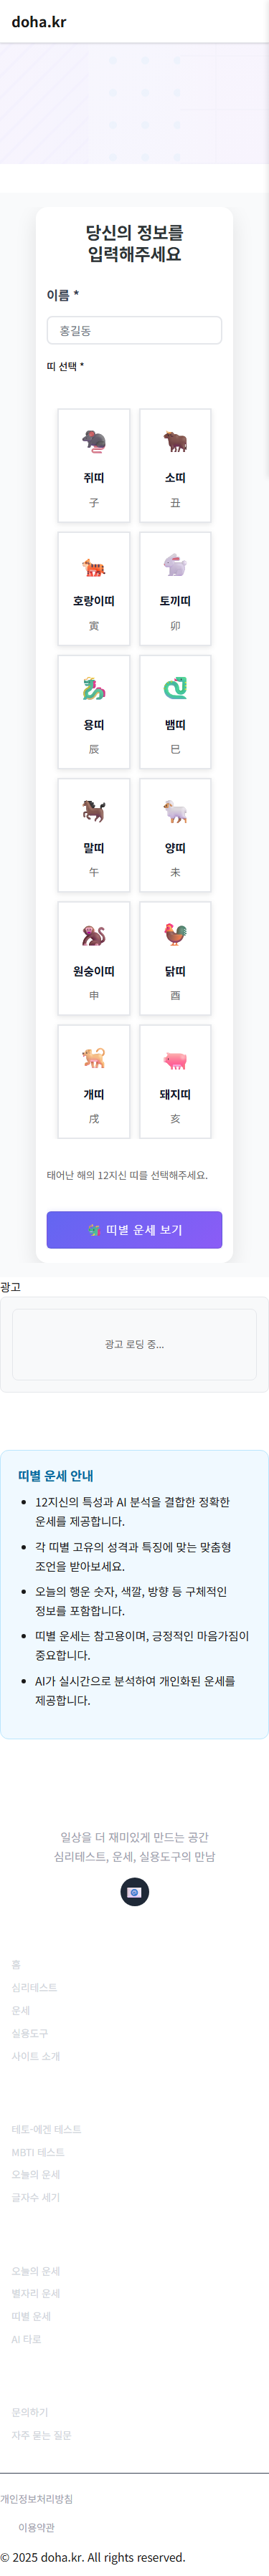 doha.kr
당신의 정보를
입력해주세요
이름 *
홍길동
띠 선택 *
쥐띠
子
소띠
丑
호랑이띠
寅
토끼띠
卯
용띠
辰
뱀띠
巳
말띠
午
양띠
未
원숭이띠
申
닭띠
酉
개띠
戌
돼지띠
亥
태어난 해의 12지신 띠를 선택해주세요.
띠별 운세 보기
광고
광고 로딩 중...
띠별 운세 안내
12지신의 특성과 AI 분석을 결합한 정확한
운세를 제공합니다.
각 띠별 고유의 성격과 특징에 맞는 맞춤형
조언을 받아보세요.
오늘의 행운 숫자, 색깔, 방향 등 구체적인
정보를 포함합니다.
띠별 운세는 참고용이며, 긍정적인 마음가짐이
중요합니다.
AI가 실시간으로 분석하여 개인화된 운세를
제공합니다.
일상을 더 재미있게 만드는 공간
심리테스트, 운세, 실용도구의 만남
홈
심리테스트
운세
실용도구
사이트 소개
테토-에겐 테스트
MBTI 테스트
오늘의 운세
글자수 세기
오늘의 운세
별자리 운세
띠별 운세
AI 타로
문의하기
자주 묻는 질문
개인정보처리방침
이용약관
© 2025 doha.kr. All rights reserved.